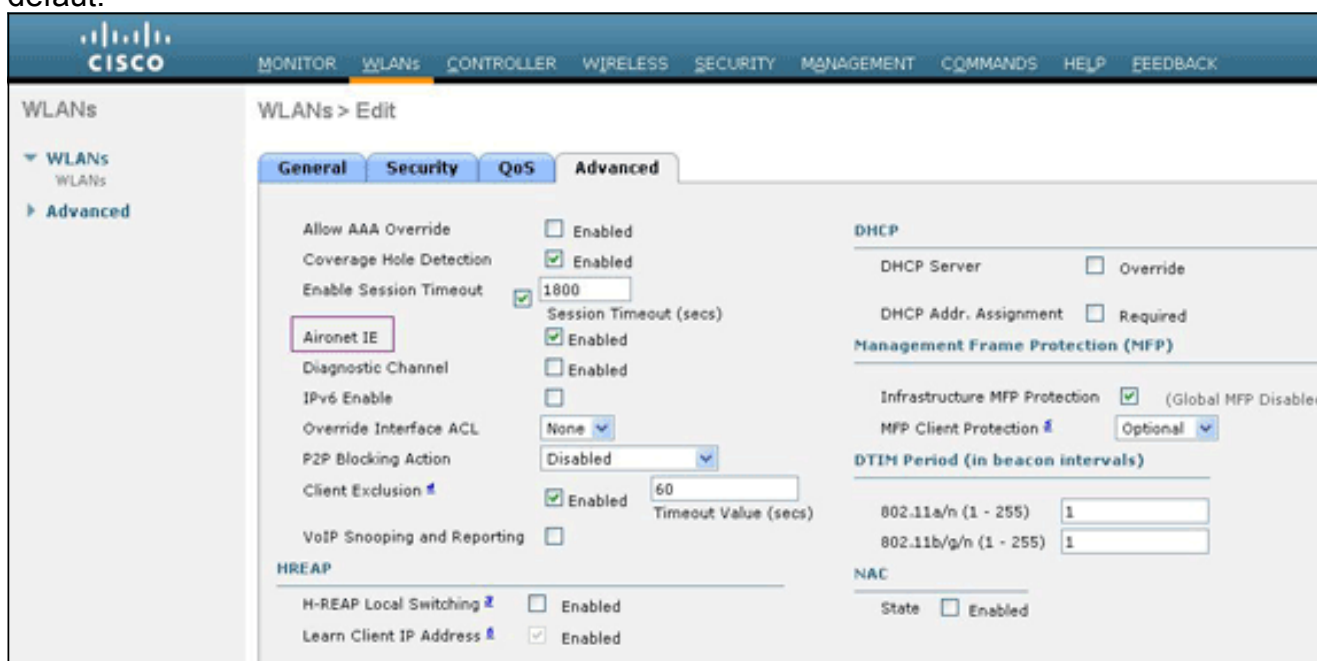 défaut.
CISCO
MONITOR WLANs CONTROLLER WIRELESS SECURITY MANAGEMENT COMMANDS HELP FEEDBACK
WLANs
WLANs > Edit
WLANs
WLANs
Advanced
General Security QoS Advanced
Allow AAA Override Enabled
Coverage Hole Detection Enabled
Enable Session Timeout 1800
Session Timeout (secs)
Aironet IE Enabled
Diagnostic Channel Enabled
IPv6 Enable
Override Interface ACL None
P2P Blocking Action Disabled
Client Exclusion Enabled 60
Timeout Value (secs)
VoIP Snooping and Reporting
HREAP
H-REAP Local Switching 2 Enabled
Learn Client IP Address Enabled
DHCP
DHCP Server Override
DHCP Addr. Assignment Required
Management Frame Protection (MFP)
Infrastructure MFP Protection (Global MFP Disabled
MFP Client Protection Optional
DTIM Period (in beacon intervals)
802.11a/n (1 - 255) 1
802.11b/g/n (1 - 255) 1
NAC
State Enabled